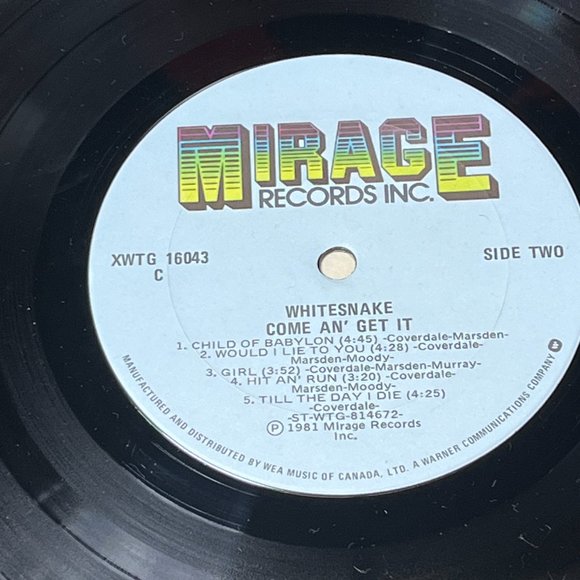 MIRAGE
RECORDS INC.
XWTG 16043
C
SIDE TWO
WHITESNAKE
COME AN' GET IT
1. CHILD OF BABYLON (4:45) -Coverdale-Marsden-
2. WOULD I LIE TO YOU (4:28) -Coverdale-
Marsden-Moody-
3. GIRL (3:52) -Coverdale-Marsden-Murray-
4. HIT AN' RUN (3:20) -Coverdale-
Marsden-Moody-
5. TILL THE DAY I DIE (4:25)
-Coverdale-
-ST-WTG-814672-
Ⓟ 1981 Mirage Records
Inc.
MANUFACTURED AND DISTRIBUTED BY WEA MUSIC OF CANADA, LTD. A WARNER COMMUNICATIONS COMPANY